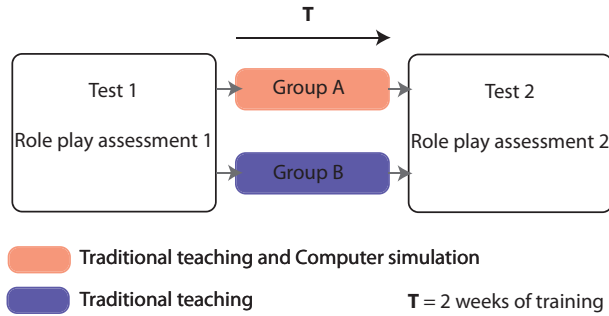 T
Test 1
Role play assessment 1
Group A
Group B
Test 2
Role play assessment 2
Traditional teaching and Computer simulation
Traditional teaching
T = 2 weeks of training